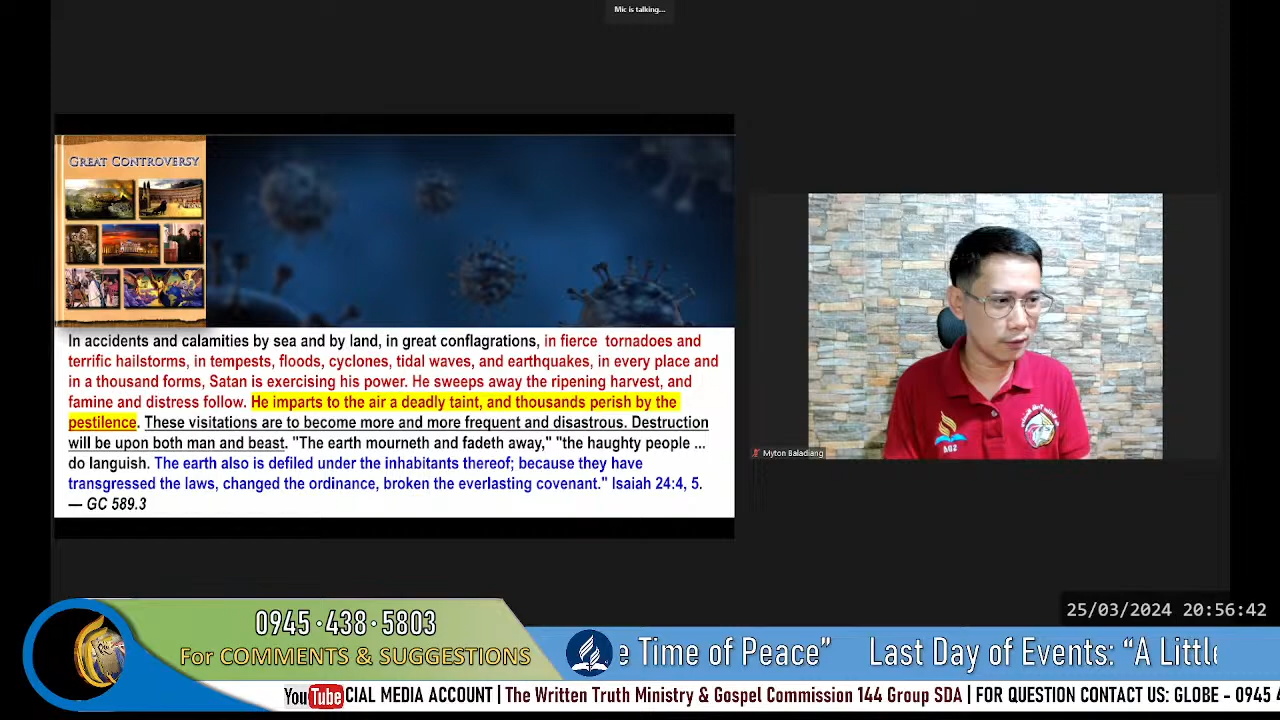 Mic is talking...
GREAT CONTROVERSY
In accidents and calamities by sea and by land, in great conflagrations, in fierce tornadoes and
terrific hailstorms, in tempests, floods, cyclones, tidal waves, and earthquakes, in every place and
in a thousand forms, Satan is exercising his power. He sweeps away the ripening harvest, and
famine and distress follow. He imparts to the air a deadly taint, and thousands perish by the
pestilence. These visitations are to become more and more frequent and disastrous. Destruction
will be upon both man and beast. "The earth mourneth and fadeth away," "the haughty people ...
do languish. The earth also is defiled under the inhabitants thereof; because they have
transgressed the laws, changed the ordinance, broken the everlasting covenant." Isaiah 24:4, 5.
— GC 589.3
Myton Baladiang
25/03/2024 20:56:42
0945·438·5803
For COMMENTS & SUGGESTIONS
e Time of Peace” Last Day of Events: “A Little
YouTube CIAL MEDIA ACCOUNT | The Written Truth Ministry & Gospel Commission 144 Group SDA | FOR QUESTION CONTACT US: GLOBE - 0945 4